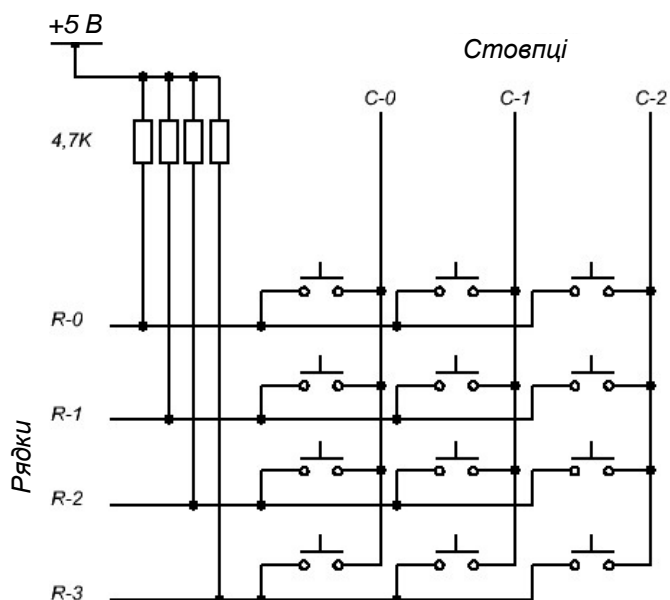 +5 В
Стовпці
C-0
C-1
C-2
4,7K
R-0
R-1
R-2
R-3
Рядки